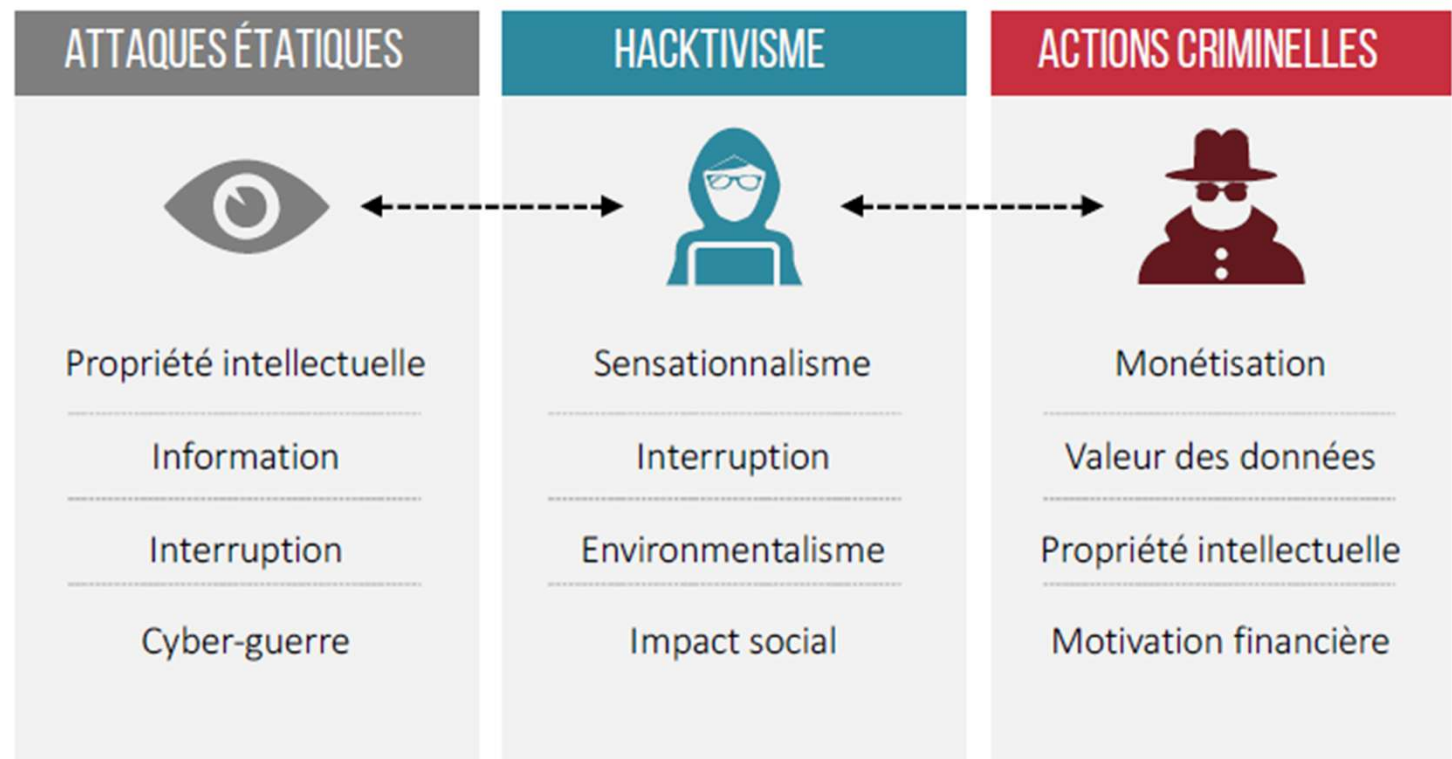 ATTAQUES ÉTATIQUES
Propriété intellectuelle
Information
Interruption
Cyber-guerre
HACKTIVISME
Sensationnalisme
Interruption
Environmentalisme
Impact social
ACTIONS CRIMINELLES
Monétisation
Valeur des données
Propriété intellectuelle
Motivation financière